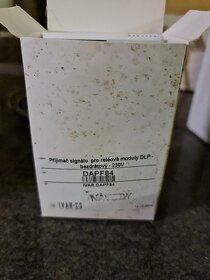 Přijímač signálu pro reléové moduly DLP -
bezdrátový - 230V
DAPF84
IVAR.DAPF84
IVAR CS